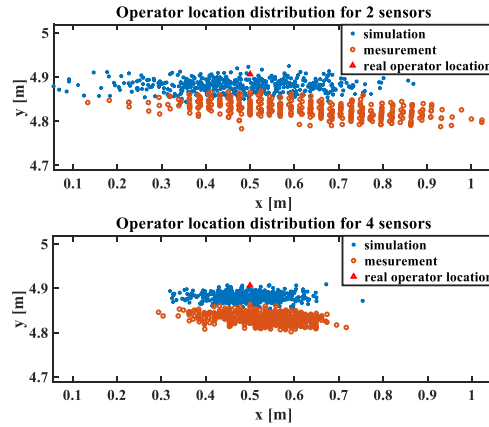 Operator location distribution for 2 sensors
5
4.9
4.8
4.7
y [m]
simulation
mesurement
real operator location
0.1 0.2 0.3 0.4 0.5 0.6 0.7 0.8 0.9 1
x [m]
Operator location distribution for 4 sensors
5
4.9
4.8
4.7
y [m]
simulation
mesurement
real operator location
0.1 0.2 0.3 0.4 0.5 0.6 0.7 0.8 0.9 1
x [m]